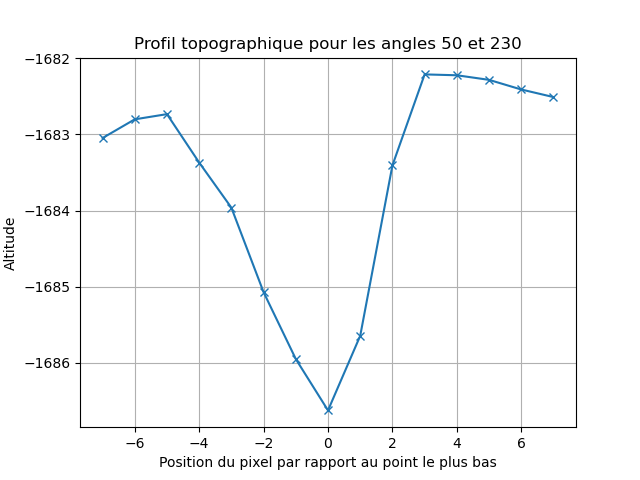 Profil topographique pour les angles 50 et 230
−1682
−1683
−1684
−1685
−1686
Altitude
−6 −4 −2 0 2 4 6
Position du pixel par rapport au point le plus bas